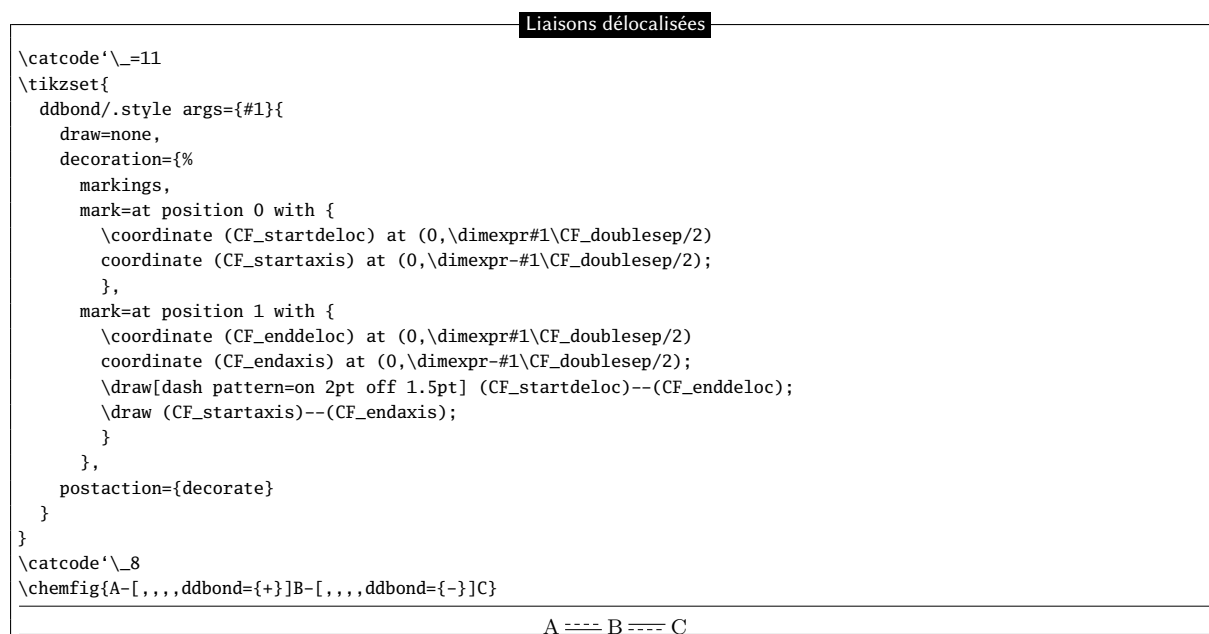 Liaisons délocalisées
\catcode‘\_=11
\tikzset{
  ddbond/.style args={#1}{
    draw=none,
    decoration={%
      markings,
      mark=at position 0 with {
        \coordinate (CF_startdeloc) at (0,\dimexpr#1\CF_doublesep/2)
        coordinate (CF_startaxis) at (0,\dimexpr-#1\CF_doublesep/2);
        },
      mark=at position 1 with {
        \coordinate (CF_enddeloc) at (0,\dimexpr#1\CF_doublesep/2)
        coordinate (CF_endaxis) at (0,\dimexpr-#1\CF_doublesep/2);
        \draw[dash pattern=on 2pt off 1.5pt] (CF_startdeloc)--(CF_enddeloc);
        \draw (CF_startaxis)--(CF_endaxis);
        }
      },
    postaction={decorate}
  }
}
\catcode‘\_8
\chemfig{A-[,,,,ddbond={+}]B-[,,,,ddbond={-}]C}
A B C